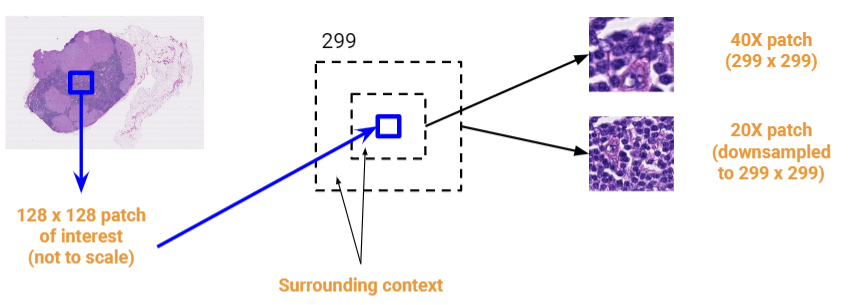 299
40X patch
(299 x 299)
20X patch
(downsampled
to 299 x 299)
128 x 128 patch
of interest
(not to scale)
Surrounding context